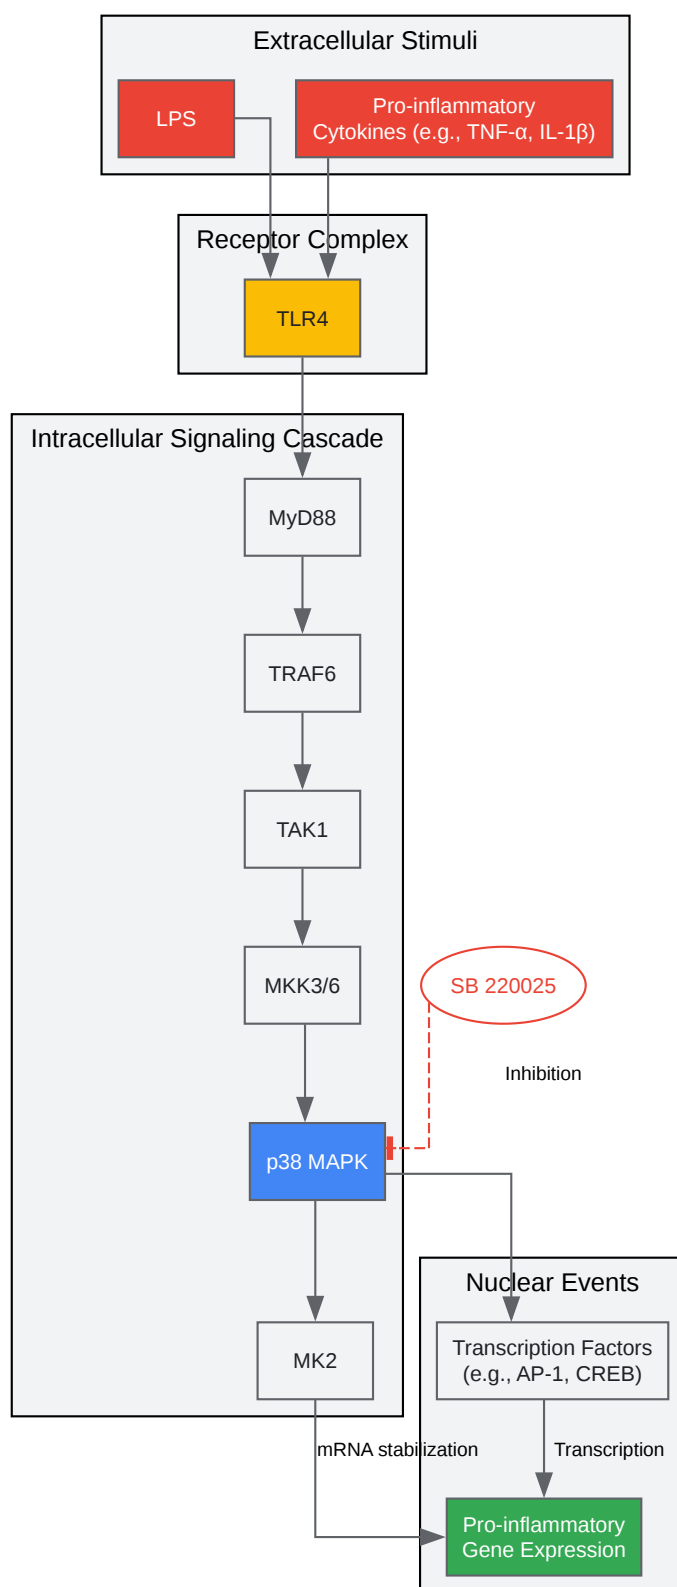 Extracellular Stimuli
LPS
Pro-inflammatory
Cytokines (e.g., TNF-α, IL-1β)
Receptor Complex
TLR4
Intracellular Signaling Cascade
MyD88
TRAF6
TAK1
MKK3/6
SB 220025
Inhibition
p38 MAPK
Nuclear Events
MK2
Transcription Factors
(e.g., AP-1, CREB)
mRNA stabilization
Transcription
Pro-inflammatory
Gene Expression